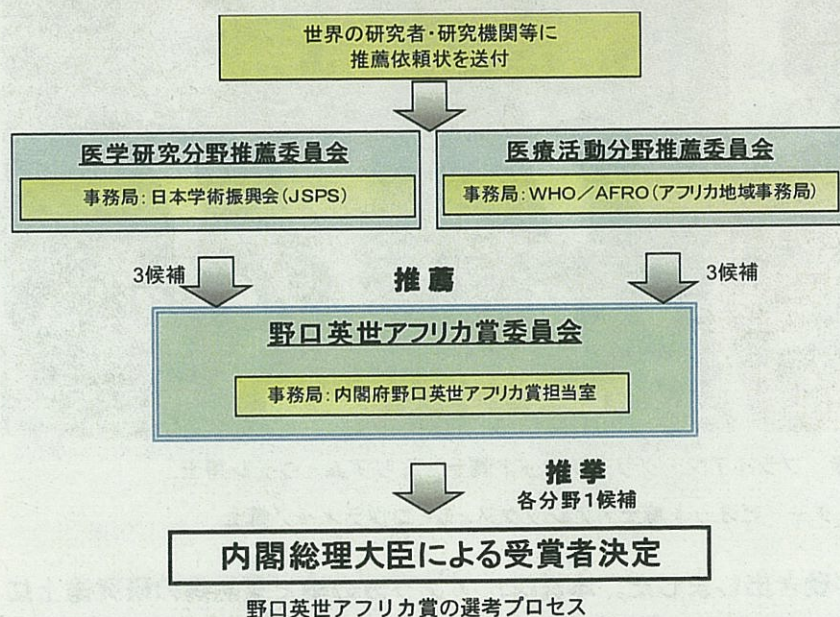 世界の研究者・研究機関等に
推薦依頼状を送付
医学研究分野推薦委員会
事務局:日本学術振興会(JSPS)
医療活動分野推薦委員会
事務局:WHO/AFRO(アフリカ地域事務局)
3候補
推薦
3候補
野口英世アフリカ賞委員会
事務局:内閣府野口英世アフリカ賞担当室
推挙
各分野1候補
内閣総理大臣による受賞者決定
野口英世アフリカ賞の選考プロセス